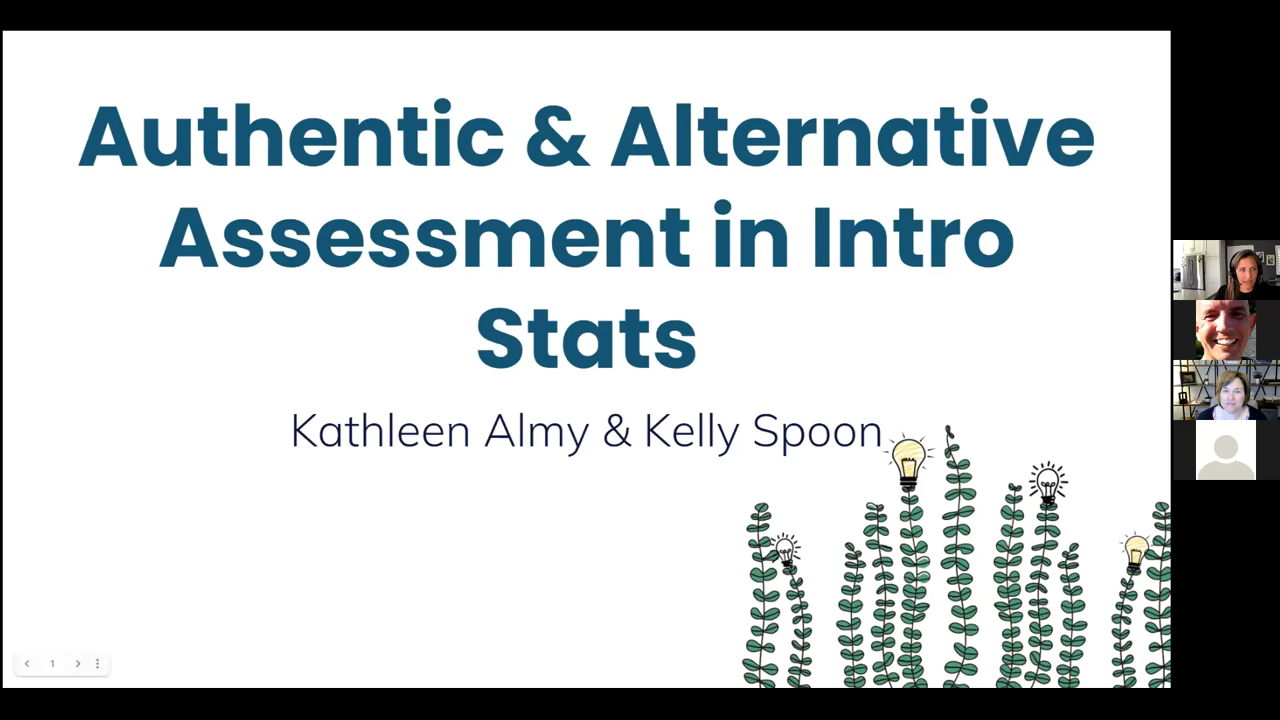 Authentic & Alternative
Assessment in Intro
Stats
Kathleen Almy & Kelly Spoon
1